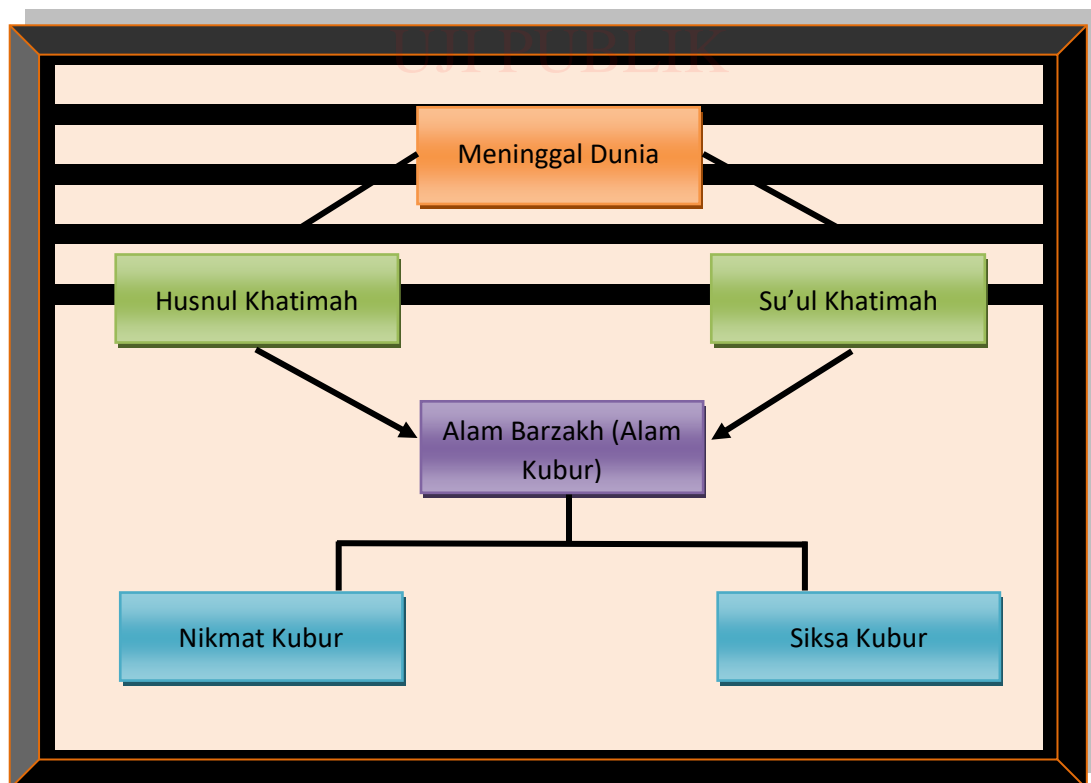 UJI PUBLIK
Meninggal Dunia
Husnul Khatimah
Su’ul Khatimah
Alam Barzakh (Alam
Kubur)
Nikmat Kubur
Siksa Kubur